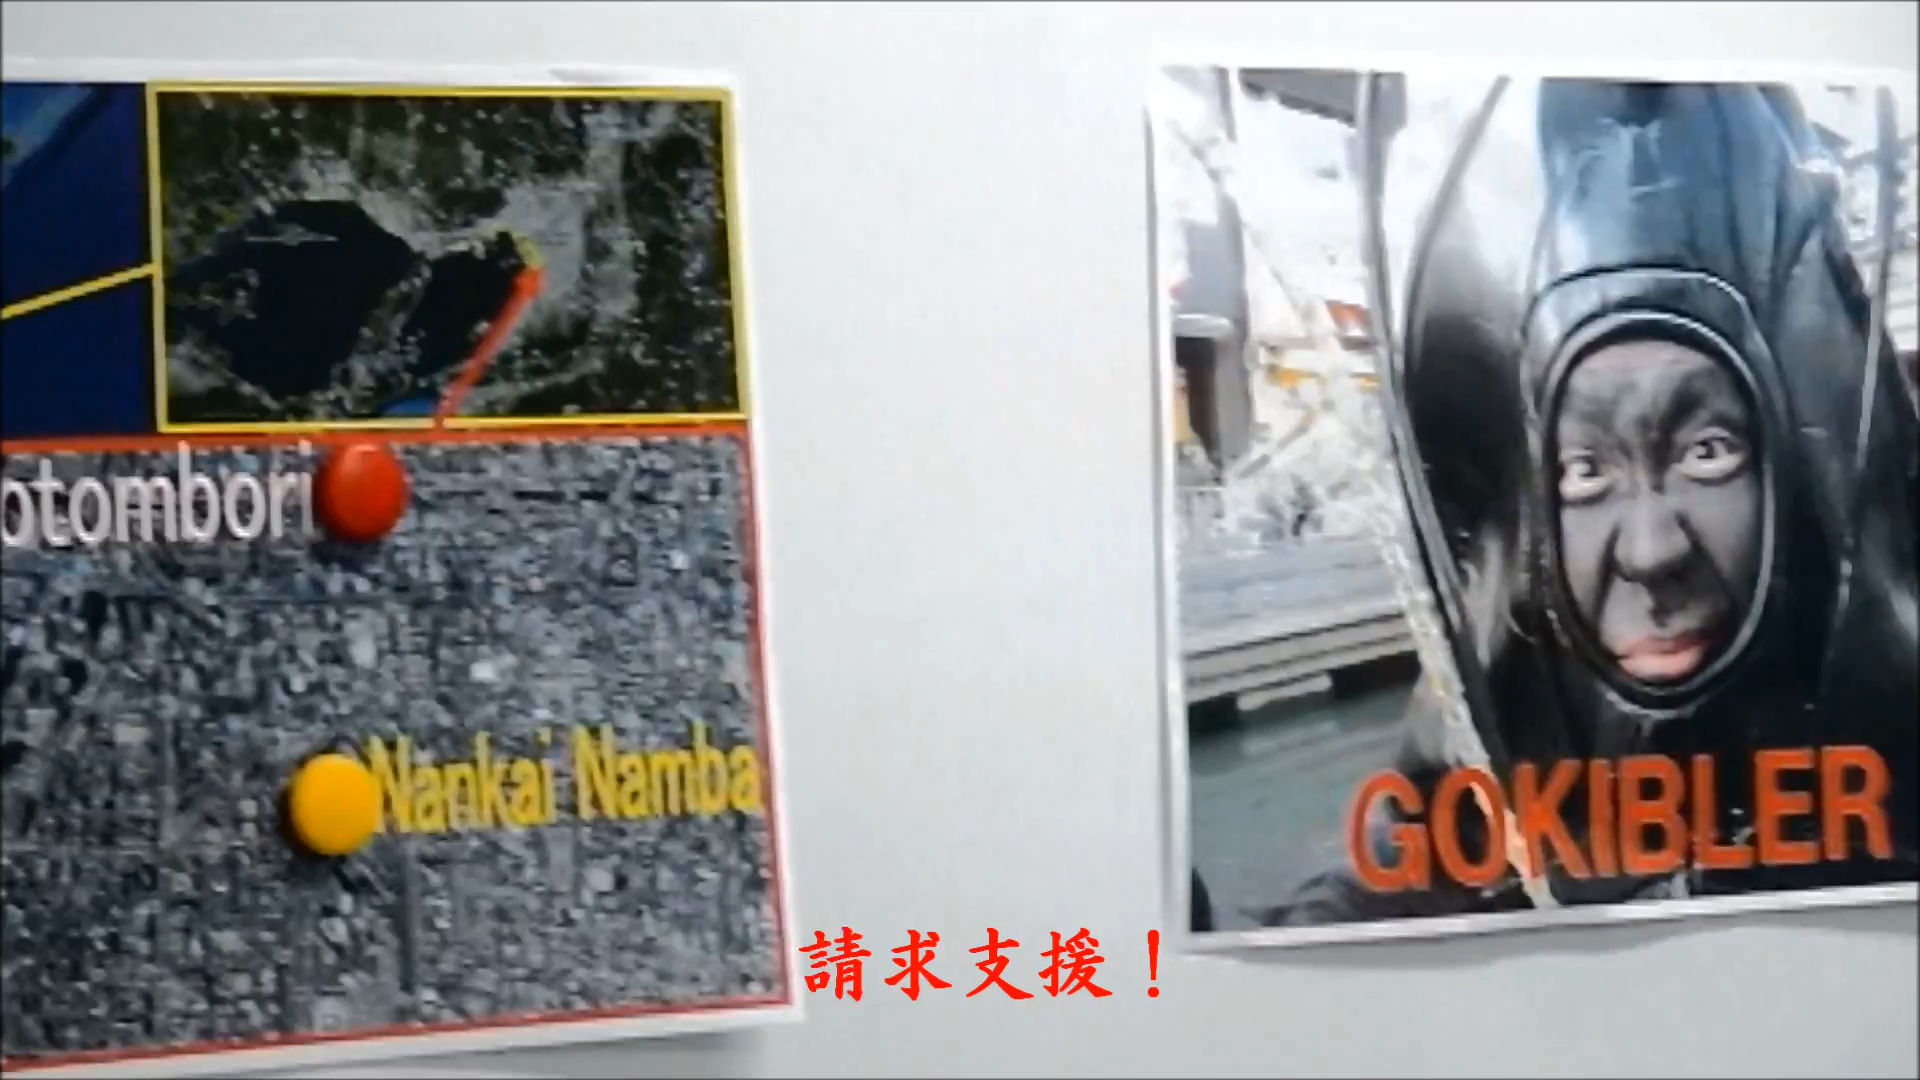 otombori
Nankai Namba
GOKIBLER
請求支援！